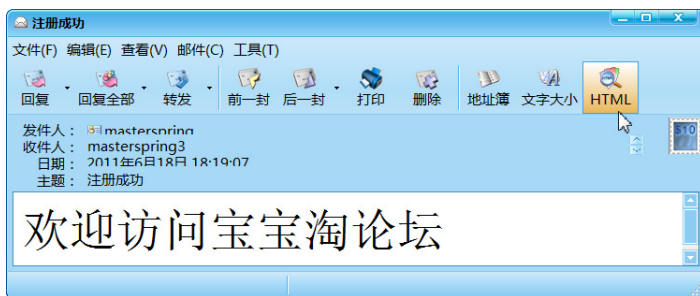 注册成功
文件(F) 编辑(E) 查看(V) 邮件(C) 工具(T)
回复 回复全部 转发 前一封 后一封 打印 删除 地址簿 文字大小 HTML
发件人： masterspring
收件人： masterspring3
日期： 2011年6月18日 18:19:07
主题： 注册成功
$10
欢迎访问宝宝淘论坛